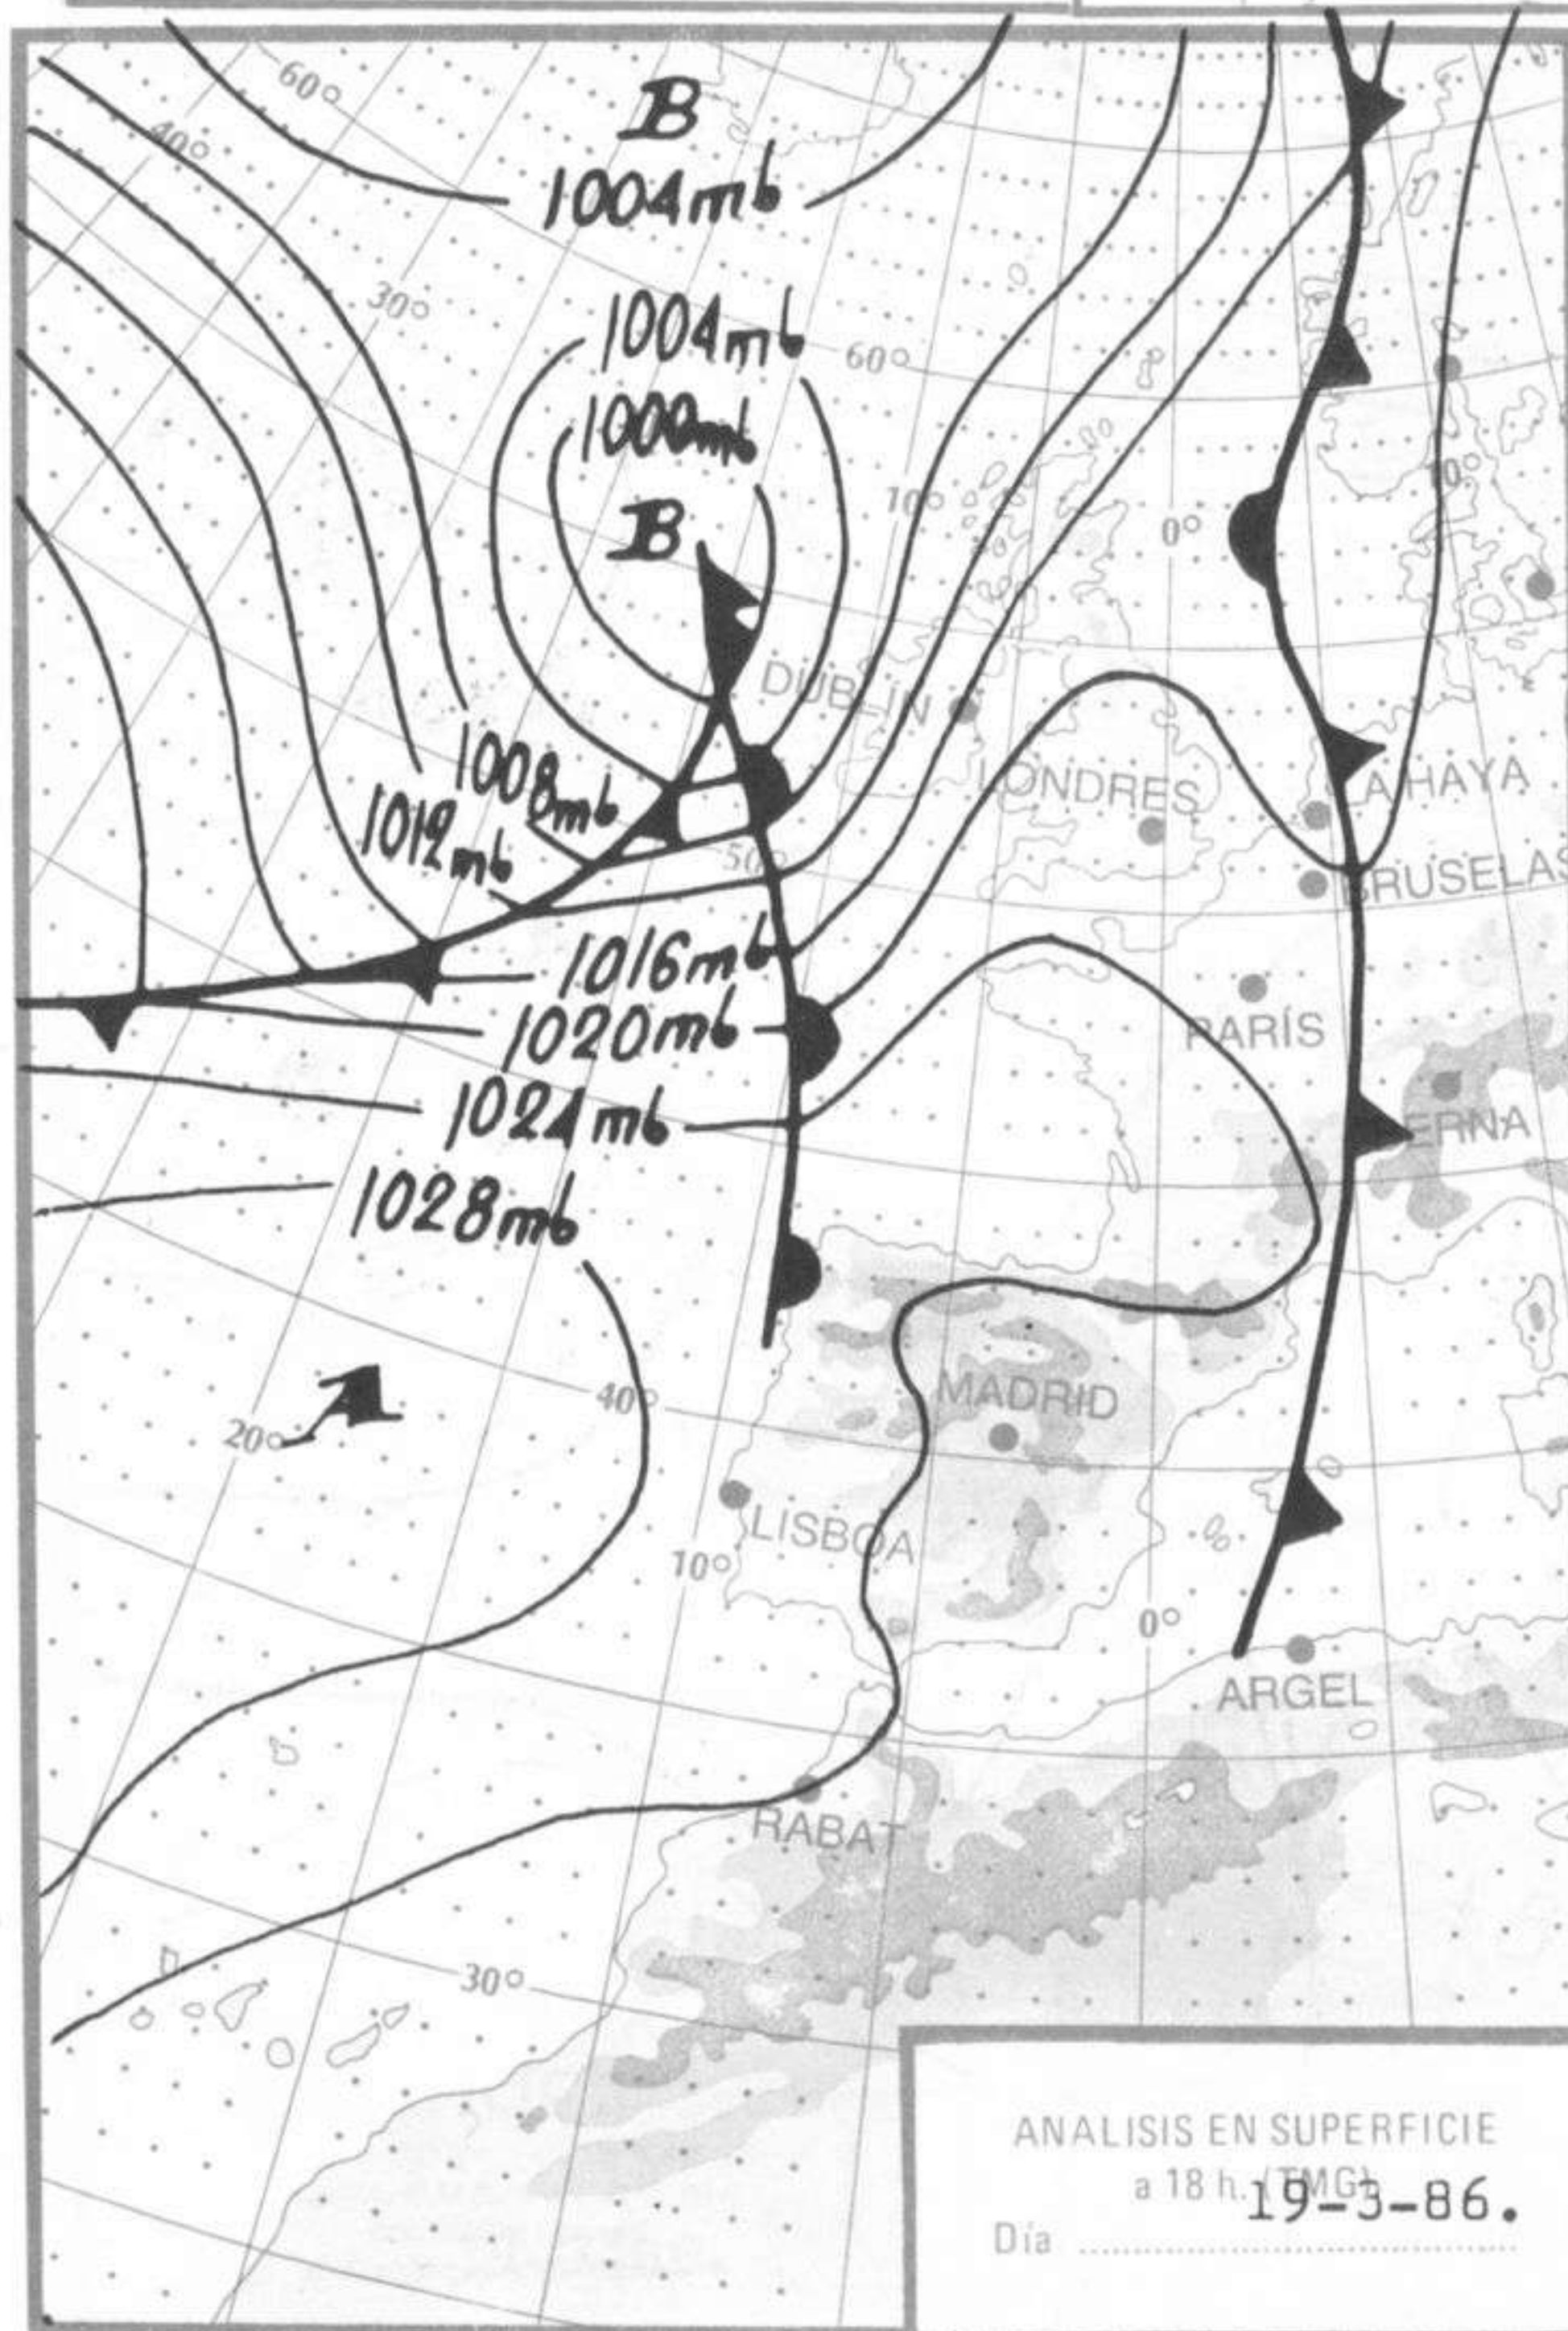 60°
B
40°
1004mb
30°
1004mb
60°
1000mb
10°
10°
B
0°
DUBLÍN
1008mb
LONDRES
LA HAYA
1012mb
50°
BRUSELAS
1016mb
1020mb
PARÍS
1024mb
BERNA
1028mb
A
40°
MADRID
20°
LISBOA
10°
0°
ARGEL
RABAT
30°
ANALISIS EN SUPERFICIE
a 18 h. (TMG)
Día 19-3-86.